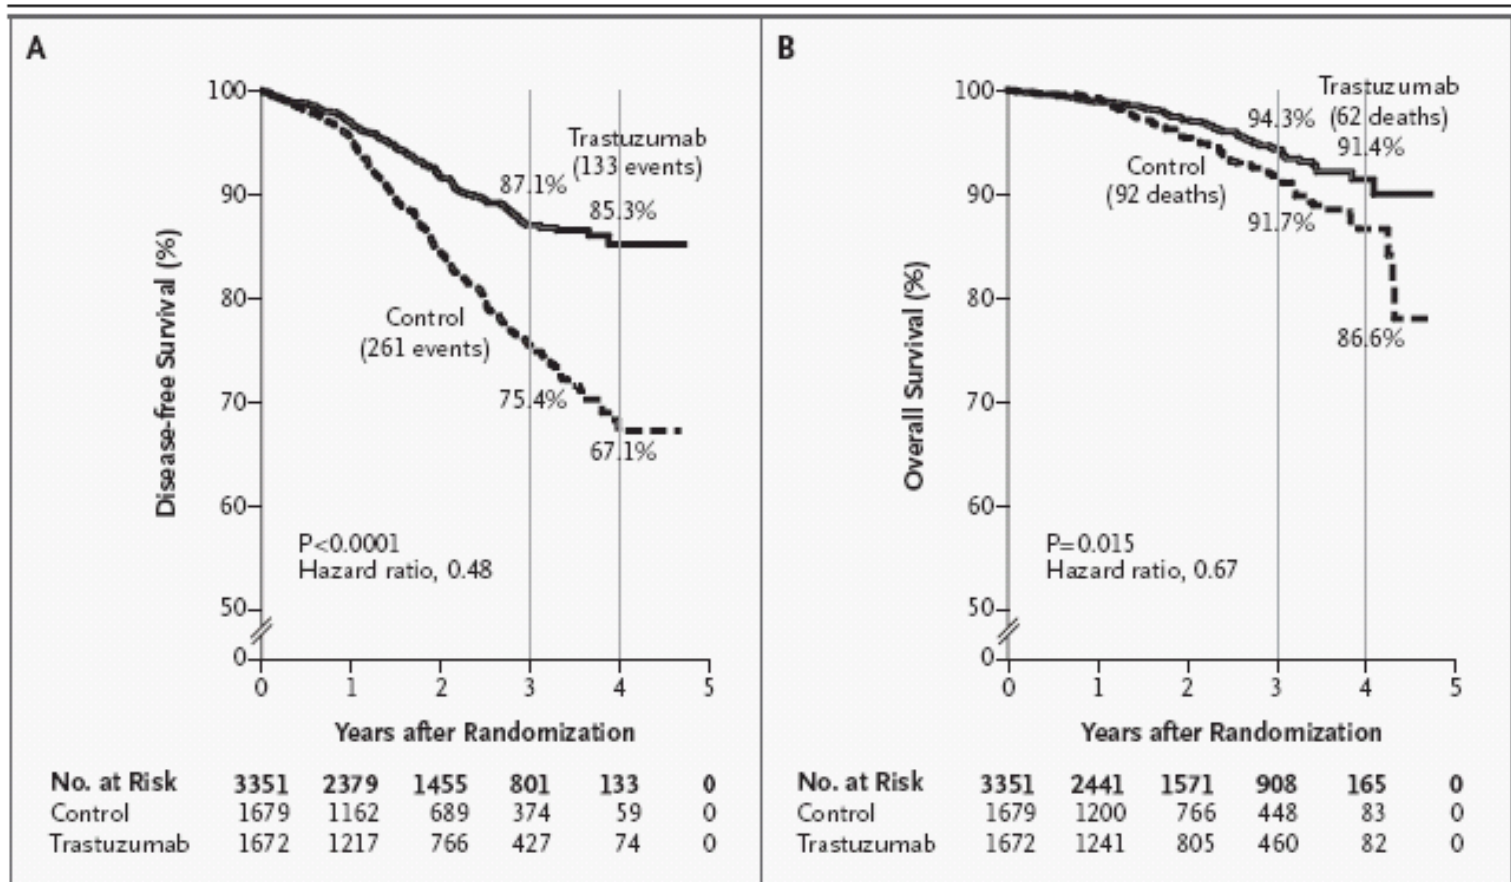 A
Disease-free Survival (%)
100
90
80
70
60
50
0
Trastuzumab
(133 events)
87.1%
85.3%
Control
(261 events)
75.4%
67.1%
P<0.0001
Hazard ratio, 0.48
0 1 2 3 4 5
Years after Randomization
No. at Risk 3351 2379 1455 801 133 0
Control 1679 1162 689 374 59 0
Trastuzumab 1672 1217 766 427 74 0
B
Overall Survival (%)
100
90
80
70
60
50
0
Trastuzumab
94.3% (62 deaths)
91.4%
Control
(92 deaths)
91.7%
86.6%
P=0.015
Hazard ratio, 0.67
0 1 2 3 4 5
Years after Randomization
No. at Risk 3351 2441 1571 908 165 0
Control 1679 1200 766 448 83 0
Trastuzumab 1672 1241 805 460 82 0